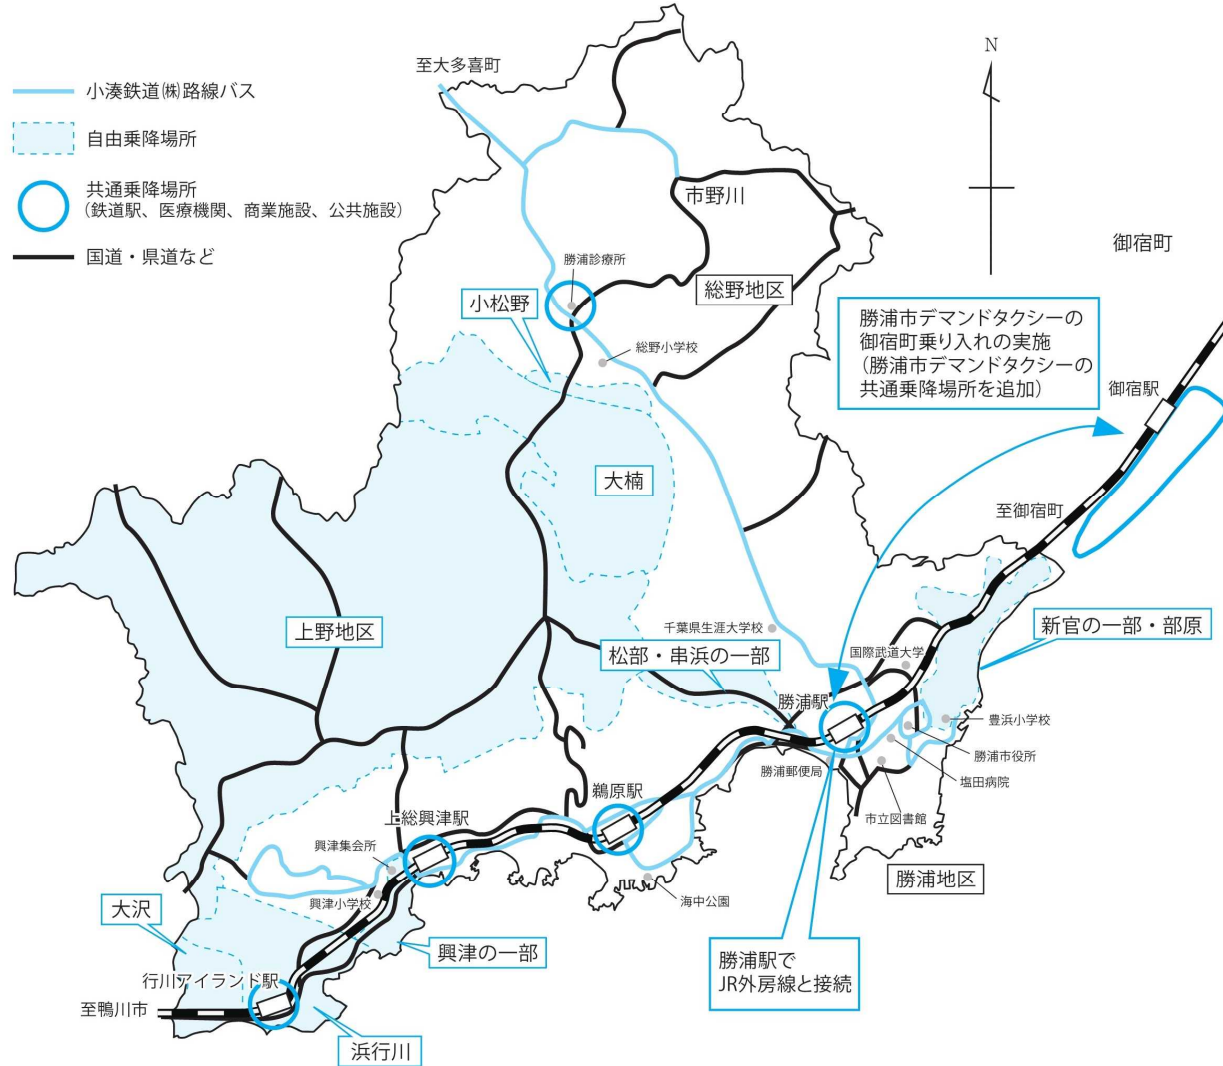 至大多喜町
N
小湊鉄道㈱路線バス
自由乗降場所
共通乗降場所
(鉄道駅、医療機関、商業施設、公共施設)
国道・県道など
市野川
御宿町
勝浦診療所
総野地区
小松野
勝浦市デマンドタクシーの
御宿町乗り入れの実施
(勝浦市デマンドタクシーの
共通乗降場所を追加)
総野小学校
御宿駅
大楠
至御宿町
上野地区
千葉県生涯大学校
新官の一部・部原
国際武道大学
松部・串浜の一部
勝浦駅
豊浜小学校
勝浦市役所
勝浦郵便局
塩田病院
鵜原駅
市立図書館
上総興津駅
興津集会所
勝浦地区
興津小学校
海中公園
大沢
興津の一部
勝浦駅で
JR外房線と接続
行川アイランド駅
至鴨川市
浜行川